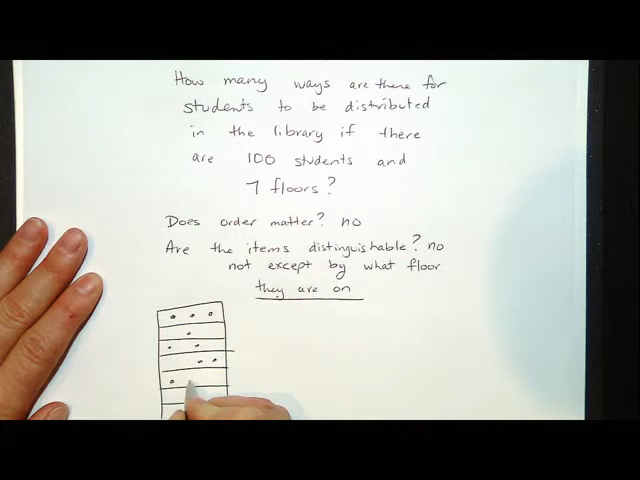 How many ways are there for
students to be distributed
in the library if there
are 100 students and
7 floors?
Does order matter? no
Are the items distinguishable? no
not except by what floor
they are on